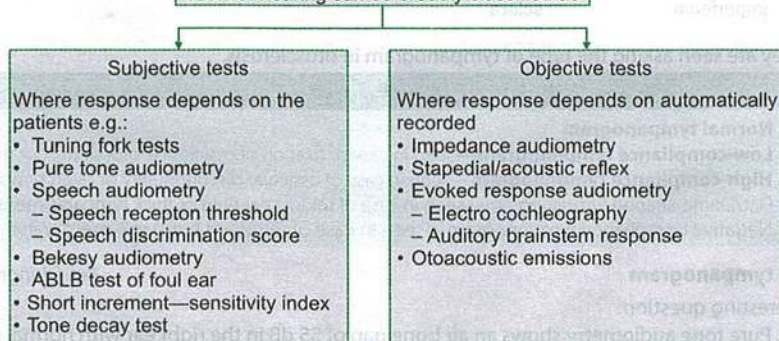 Subjective tests
Where response depends on the
patients e.g.:
• Tuning fork tests
• Pure tone audiometry
• Speech audiometry
– Speech recepton threshold
– Speech discrimination score
• Bekesy audiometry
• ABLB test of foul ear
• Short increment—sensitivity index
• Tone decay test
Objective tests
Where response depends on automatically
recorded
• Impedance audiometry
• Stapedial/acoustic reflex
• Evoked response audiometry
– Electro cochleography
– Auditory brainstem response
• Otoacoustic emissions